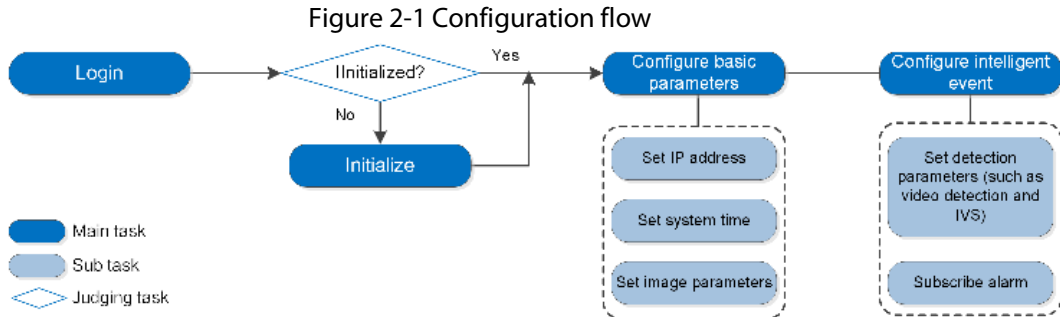 Figure 2-1 Configuration flow
Login
IInitialized?
Yes
No
Initialize
Configure basic
parameters
Set IP address
Set system time
Set image parameters
Configure intelligent
event
Set detection
parameters (such as
video detection and
IVS)
Subscribe alarm
Main task
Sub task
Judging task